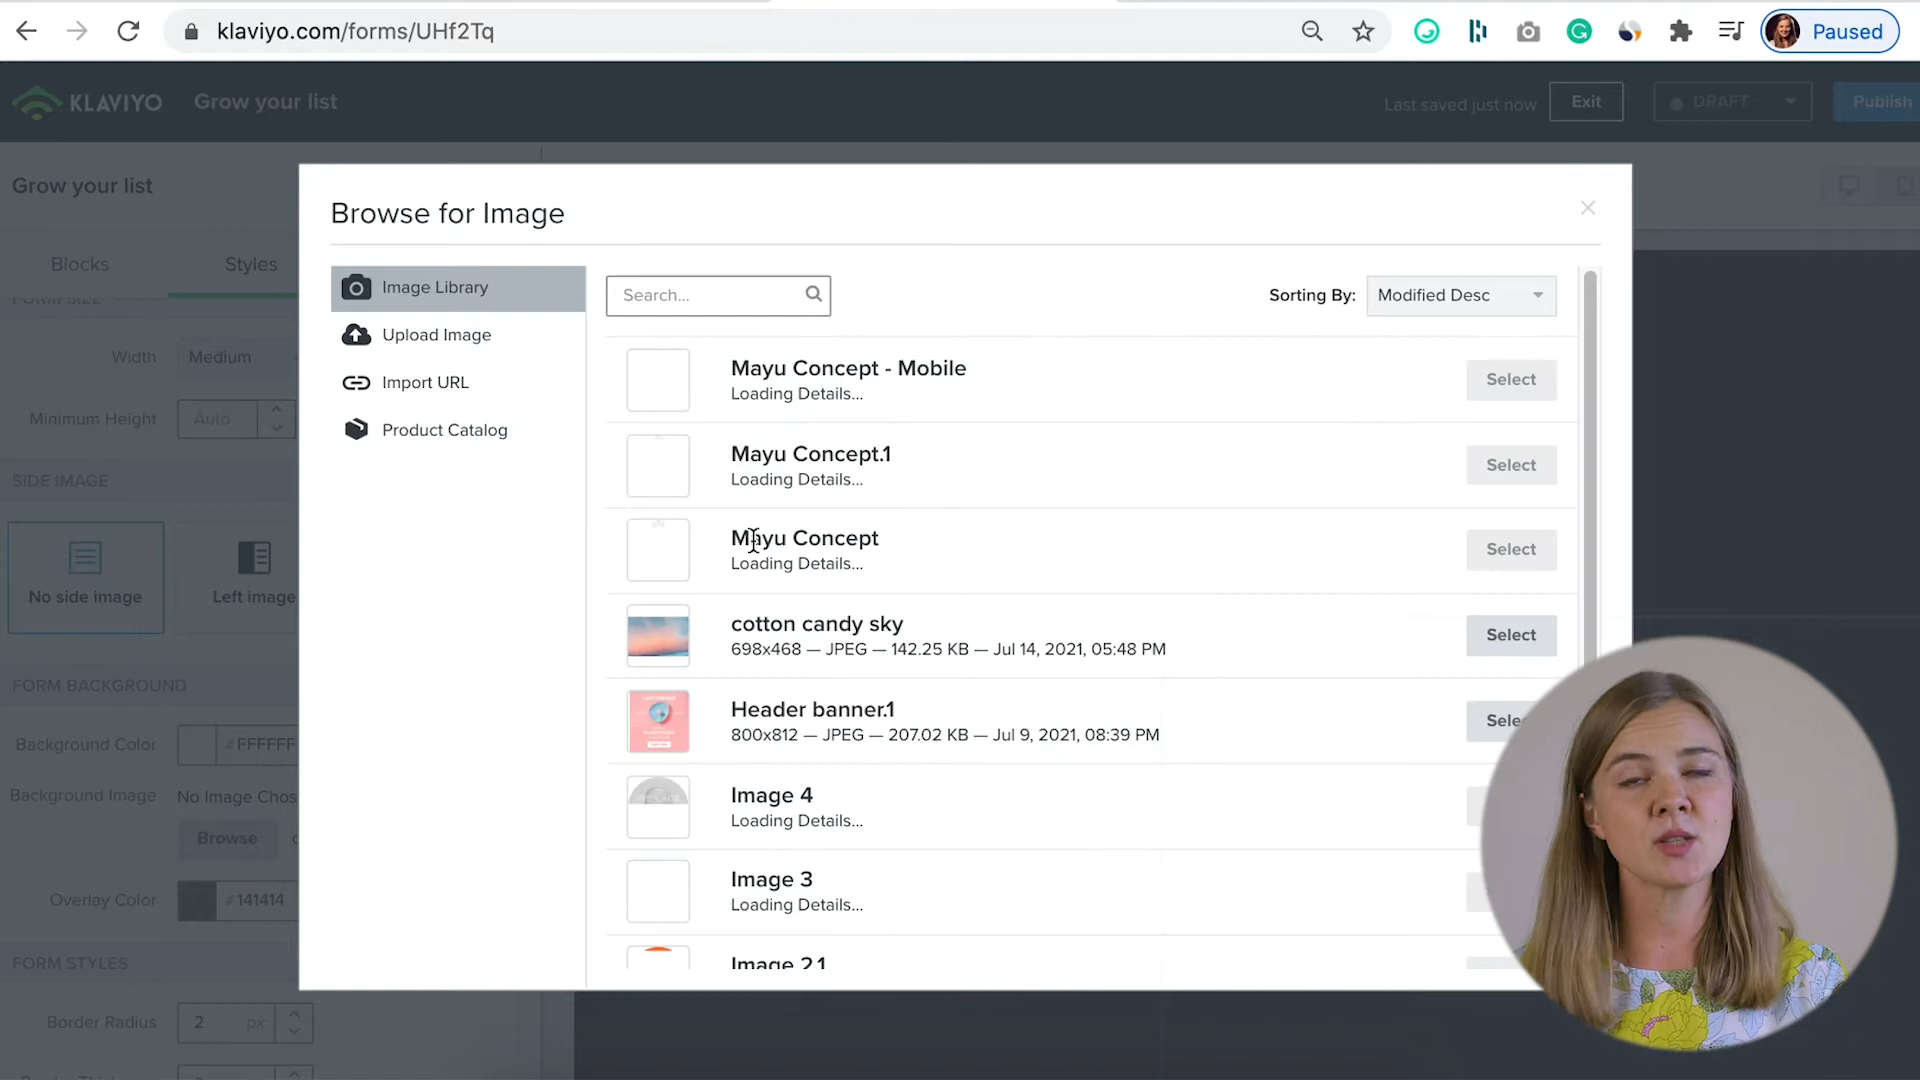 klaviyo.com/forms/UHf2Tq
Paused
KLAVIYO
Grow your list
Last saved just now
Exit
DRAFT
Publish
Grow your list
Blocks
Styles
FORM SIZE
Width
Medium
Minimum Height
Auto
SIDE IMAGE
No side image
Left image
FORM BACKGROUND
Background Color
#FFFFFF
Background Image
No Image Chos
Browse
Overlay Color
#141414
FORM STYLES
Border Radius
2 px
Browse for Image
Image Library
Upload Image
Import URL
Product Catalog
Search...
Sorting By:
Modified Desc
Mayu Concept - Mobile
Loading Details...
Select
Mayu Concept.1
Loading Details...
Select
Mayu Concept
Loading Details...
Select
cotton candy sky
698x468 — JPEG — 142.25 KB — Jul 14, 2021, 05:48 PM
Select
Header banner.1
800x812 — JPEG — 207.02 KB — Jul 9, 2021, 08:39 PM
Selec
Image 4
Loading Details...
Image 3
Loading Details...
Image 2.1